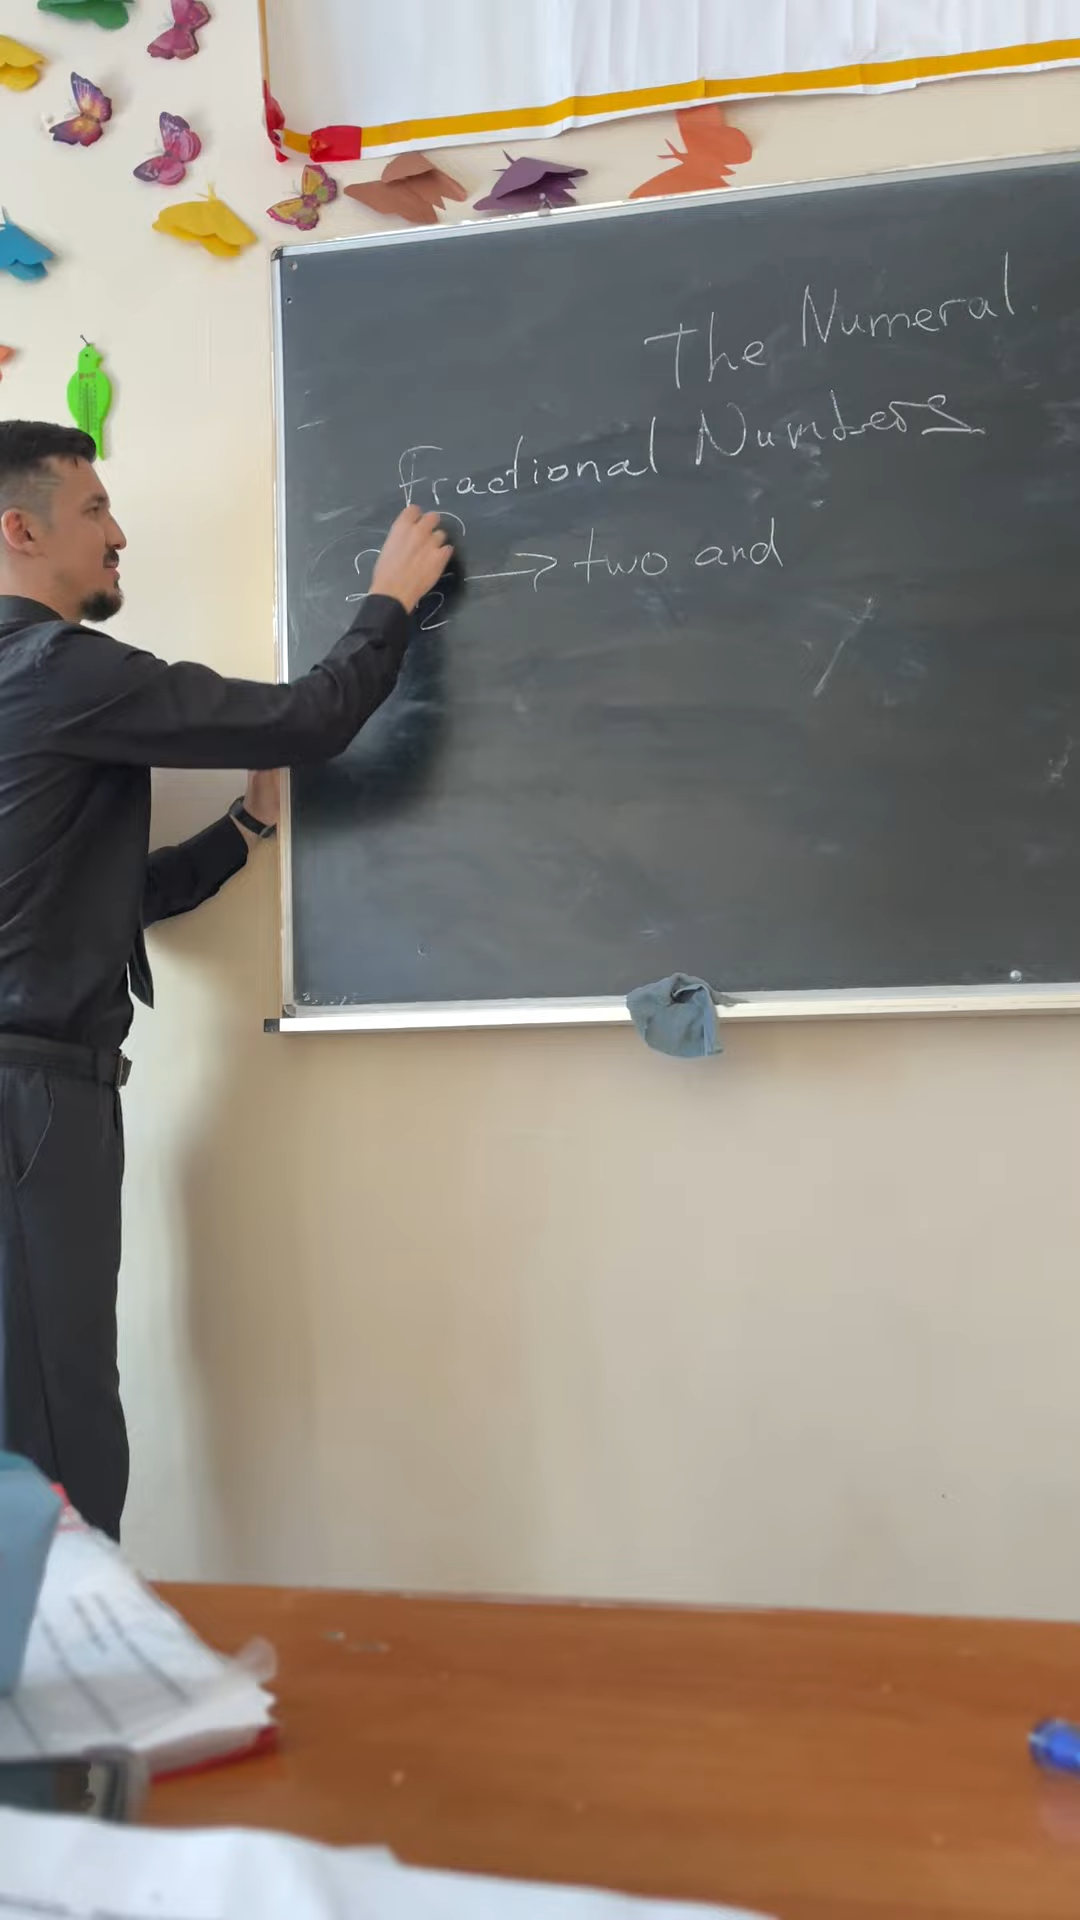 The Numeral.
Fractional Numbers
2 2 → two and